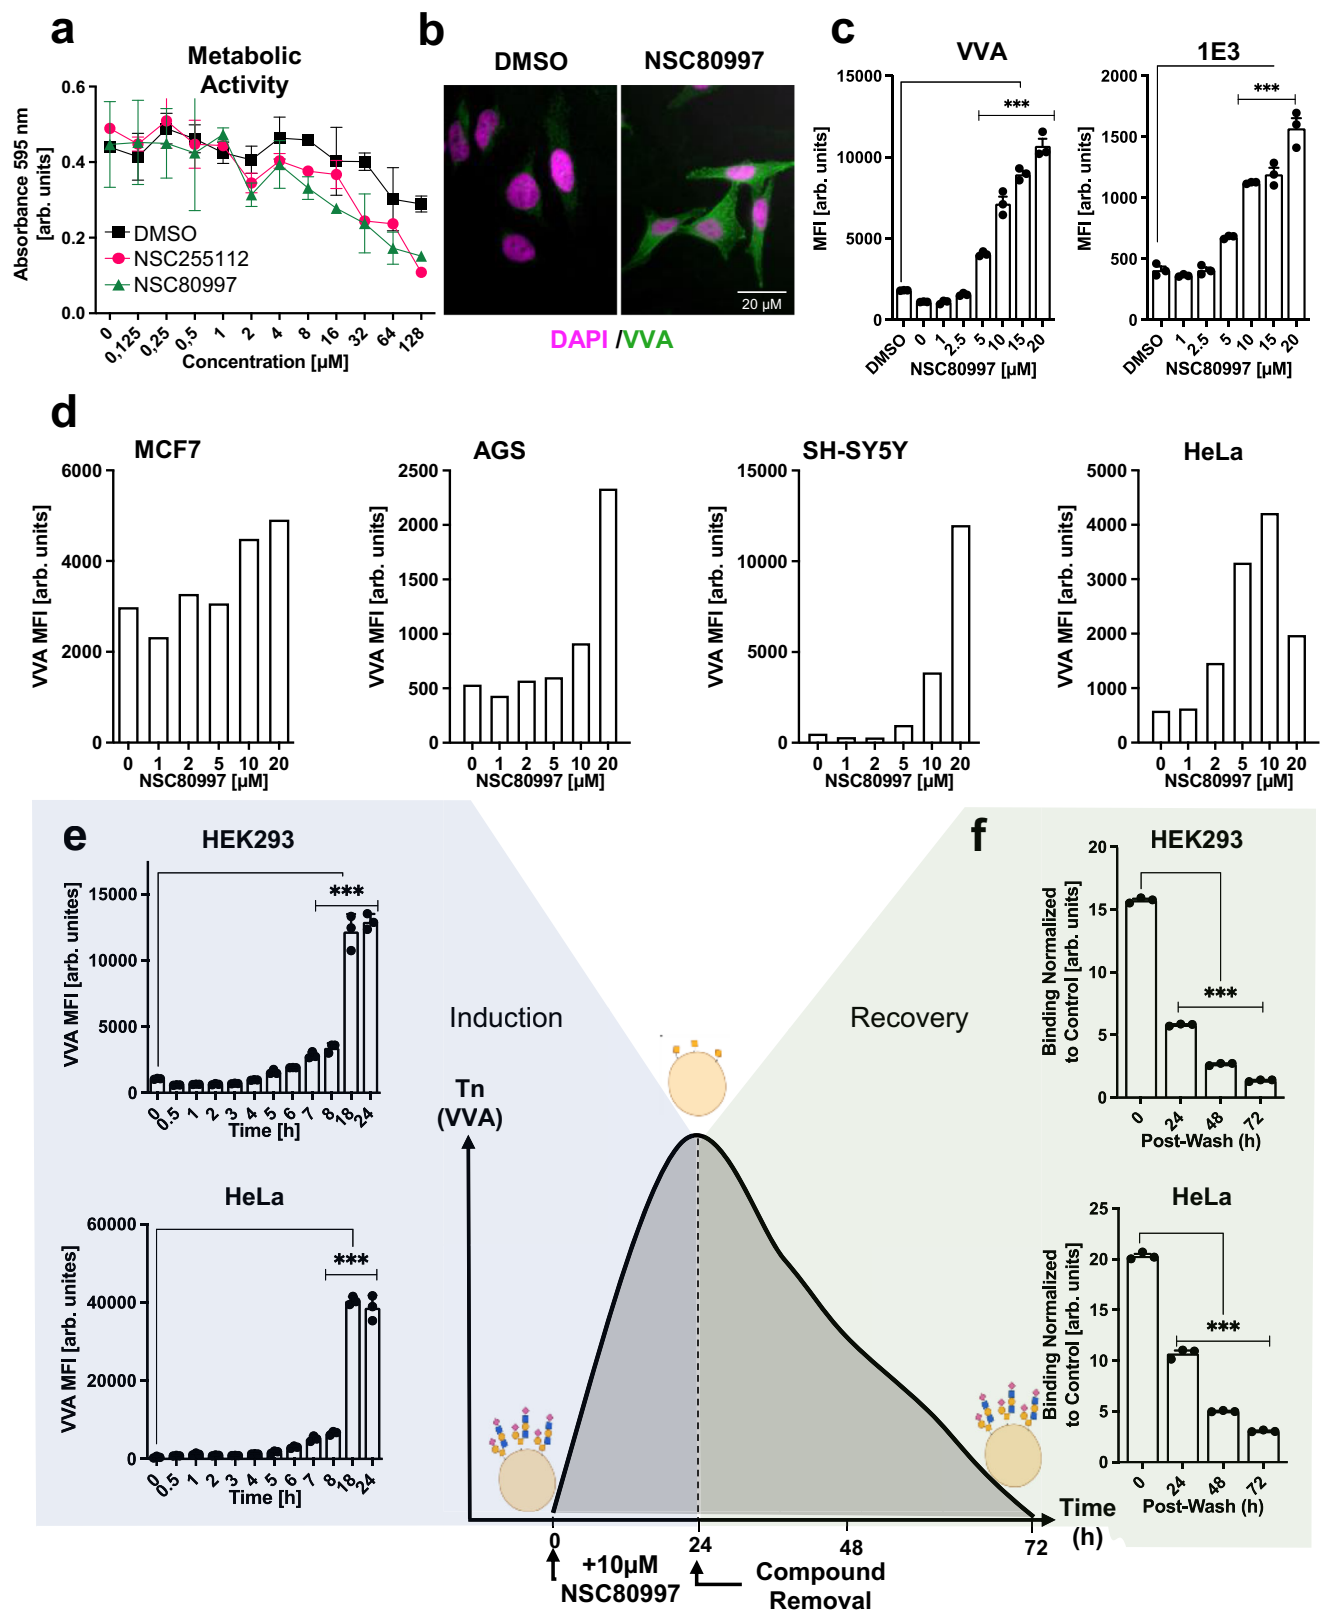 a
Metabolic
Activity
Absorbance 595 nm
[arb. units]
0.6
0.4
0.2
0.0
DMSO
NSC255112
NSC80997
0
0,125
0,25
0,5
1
2
4
8
16
32
64
128
Concentration [µM]
b
DMSO
NSC80997
20 µM
DAPI /VVA
c
VVA
MFI [arb. units]
15000
10000
5000
0
***
DMSO
0
1
2.5
5
10
15
20
NSC80997 [µM]
1E3
MFI [arb. units]
2000
1500
1000
500
0
***
DMSO
1
2.5
5
10
15
20
NSC80997 [µM]
d
MCF7
VVA MFI [arb. units]
6000
4000
2000
0
0 1 2 5 10 20
NSC80997 [µM]
AGS
VVA MFI [arb. units]
2500
2000
1500
1000
500
0
0 1 2 5 10 20
NSC80997 [µM]
SH-SY5Y
VVA MFI [arb. units]
15000
10000
5000
0
0 1 2 5 10 20
NSC80997 [µM]
HeLa
VVA MFI [arb. units]
5000
4000
3000
2000
1000
0
0 1 2 5 10 20
NSC80997 [µM]
e
HEK293
VVA MFI [arb. unites]
15000
10000
5000
0
***
0
0.5
1
2
3
4
5
6
7
8
18
24
Time [h]
HeLa
VVA MFI [arb. unites]
60000
40000
20000
0
***
0
0.5
1
2
3
4
5
6
7
8
18
24
Time [h]
Induction
Recovery
Tn
(VVA)
0
24
48
72
Time
(h)
+10µM
NSC80997
Compound
Removal
f
HEK293
Binding Normalized
to Control [arb. units]
20
15
10
5
0
***
0
24
48
72
Post-Wash (h)
HeLa
Binding Normalized
to Control [arb. units]
25
20
15
10
5
0
***
0
24
48
72
Post-Wash (h)